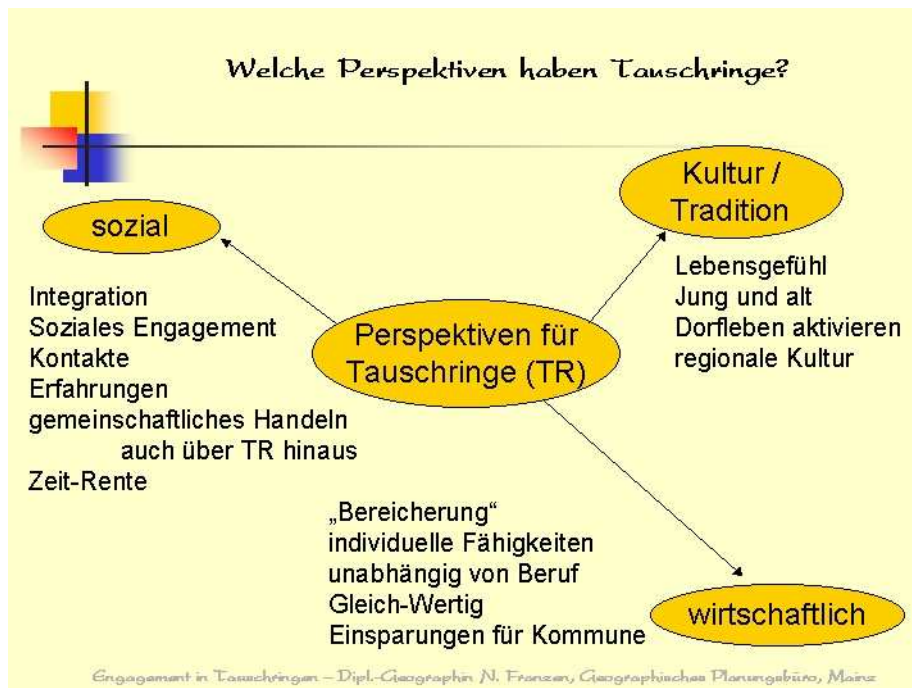 Welche Perspektiven haben Tauschringe?
sozial
Integration
Soziales Engagement
Kontakte
Erfahrungen
gemeinschaftliches Handeln
auch über TR hinaus
Zeit-Rente
Perspektiven für
Tauschringe (TR)
Kultur /
Tradition
Lebensgefühl
Jung und alt
Dorfleben aktivieren
regionale Kultur
„Bereicherung“
individuelle Fähigkeiten
unabhängig von Beruf
Gleich-Wertig
Einsparungen für Kommune
wirtschaftlich
Engagement in Tauschringen – Dipl.-Geographin N. Franzen, Geographisches Planungsbüro, Mainz